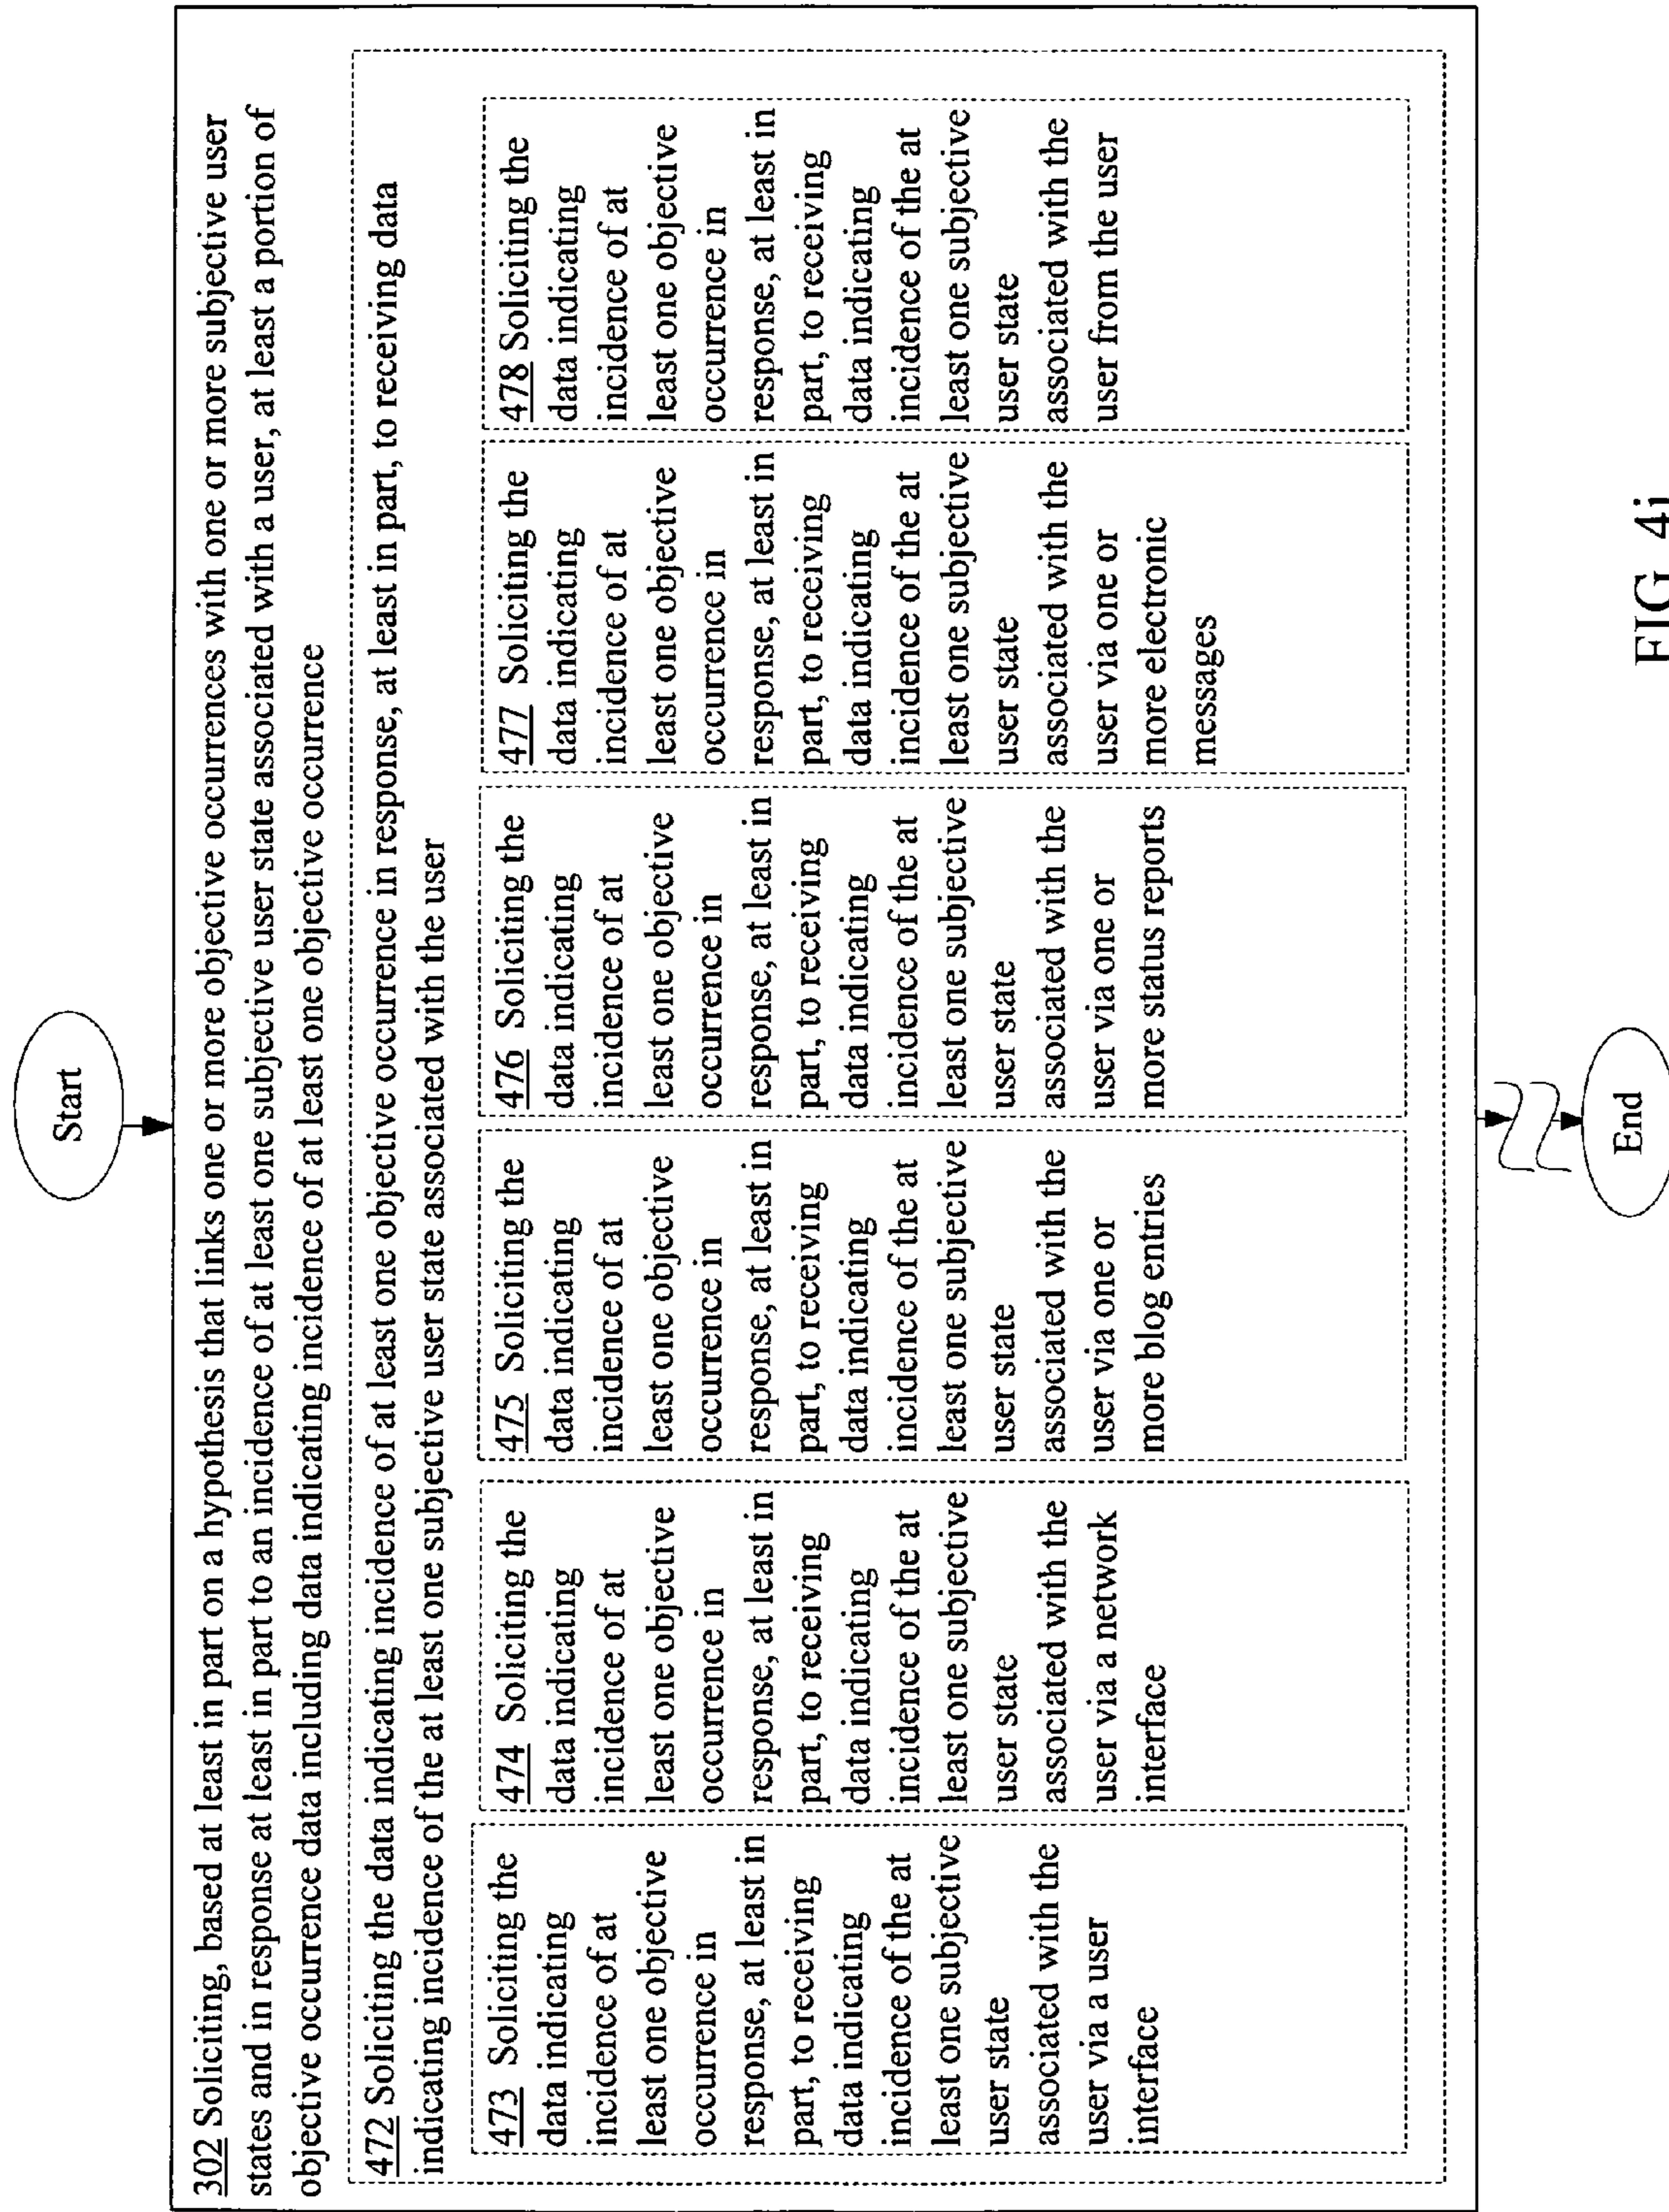 Start
302 Soliciting, based at least in part on a hypothesis that links one or more objective occurrences with one or more subjective user
states and in response at least in part to an incidence of at least one subjective user state associated with a user, at least a portion of
objective occurrence data including data indicating incidence of at least one objective occurrence
472 Soliciting the data indicating incidence of at least one objective occurrence in response, at least in part, to receiving data
indicating incidence of the at least one subjective user state associated with the user
473 Soliciting the
data indicating
incidence of at
least one objective
occurrence in
response, at least in
part, to receiving
data indicating
incidence of the at
least one subjective
user state
associated with the
user via a user
interface
474 Soliciting the
data indicating
incidence of at
least one objective
occurrence in
response, at least in
part, to receiving
data indicating
incidence of the at
least one subjective
user state
associated with the
user via a network
interface
475 Soliciting the
data indicating
incidence of at
least one objective
occurrence in
response, at least in
part, to receiving
data indicating
incidence of the at
least one subjective
user state
associated with the
user via one or
more blog entries
476 Soliciting the
data indicating
incidence of at
least one objective
occurrence in
response, at least in
part, to receiving
data indicating
incidence of the at
least one subjective
user state
associated with the
user via one or
more status reports
477 Soliciting the
data indicating
incidence of at
least one objective
occurrence in
response, at least in
part, to receiving
data indicating
incidence of the at
least one subjective
user state
associated with the
user via one or
more electronic
messages
478 Soliciting the
data indicating
incidence of at
least one objective
occurrence in
response, at least in
part, to receiving
data indicating
incidence of the at
least one subjective
user state
associated with the
user from the user
End